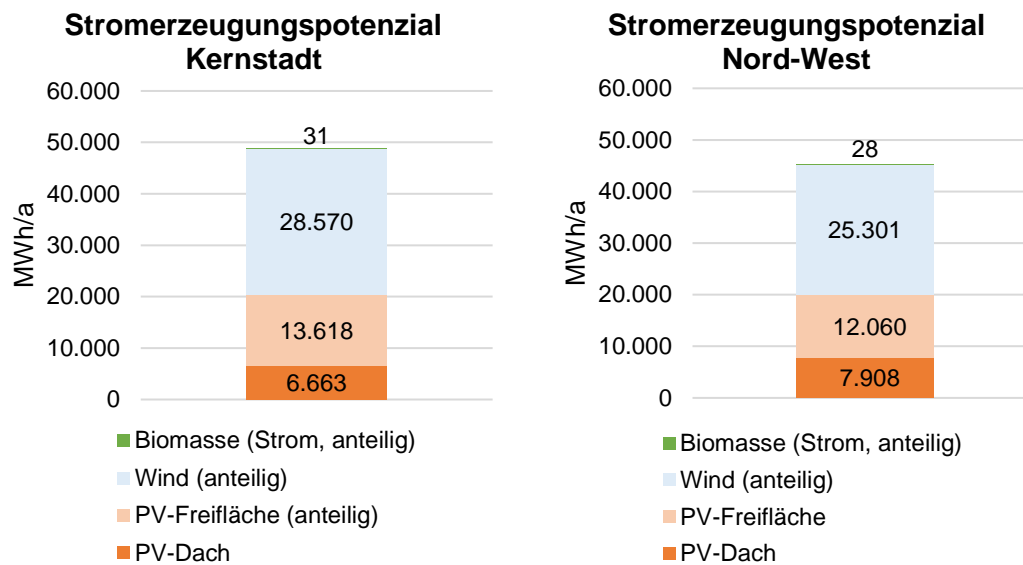 Stromerzeugungspotenzial
Kernstadt
60.000
50.000
40.000
30.000
20.000
10.000
0
MWh/a
31
28.570
13.618
6.663
Biomasse (Strom, anteilig)
Wind (anteilig)
PV-Freifläche (anteilig)
PV-Dach
Stromerzeugungspotenzial
Nord-West
60.000
50.000
40.000
30.000
20.000
10.000
0
MWh/a
28
25.301
12.060
7.908
Biomasse (Strom, anteilig)
Wind (anteilig)
PV-Freifläche
PV-Dach